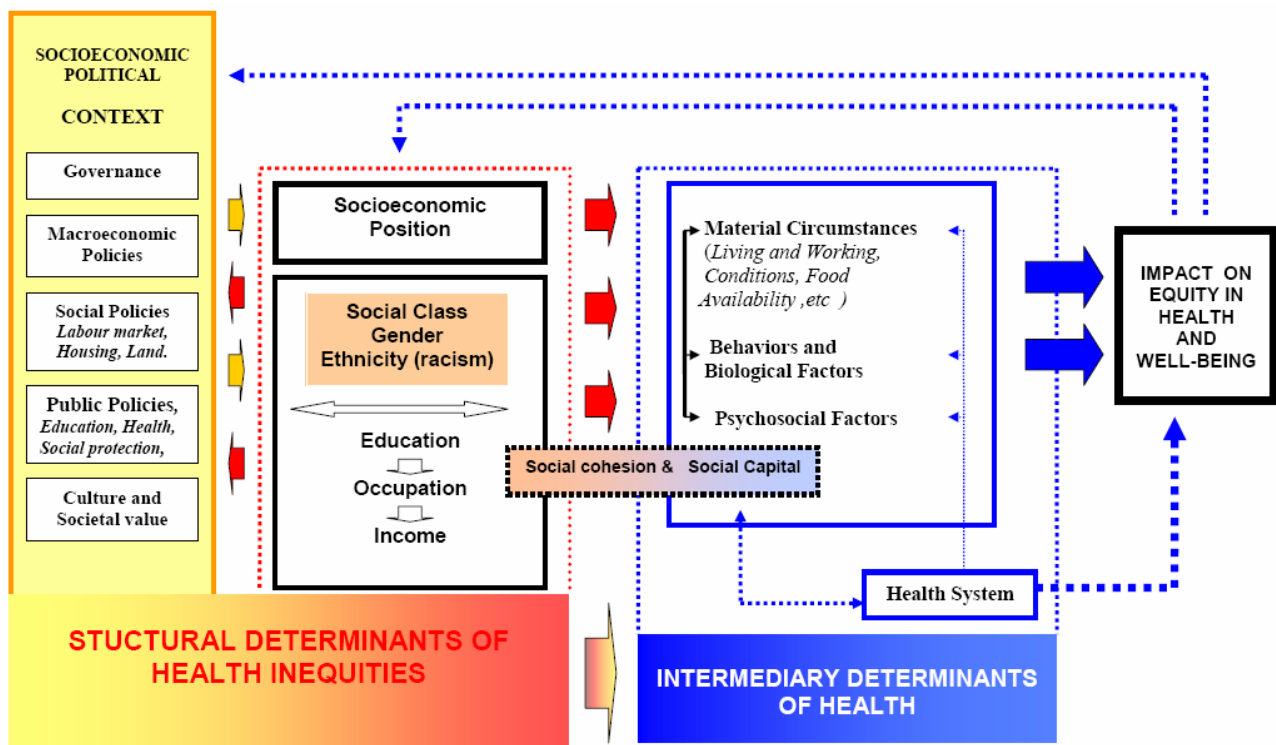 SOCIOECONOMIC
POLITICAL
CONTEXT
Governance
Macroeconomic
Policies
Social Policies
Labour market,
Housing, Land.
Public Policies,
Education, Health,
Social protection,
Culture and
Societal value
Socioeconomic
Position
Social Class
Gender
Ethnicity (racism)
Education
Occupation
Income
Social cohesion & Social Capital
Material Circumstances
(Living and Working,
Conditions, Food
Availability ,etc )
Behaviors and
Biological Factors
Psychosocial Factors
Health System
IMPACT ON
EQUITY IN
HEALTH
AND
WELL-BEING
STUCTURAL DETERMINANTS OF
HEALTH INEQUITIES
INTERMEDIARY DETERMINANTS
OF HEALTH